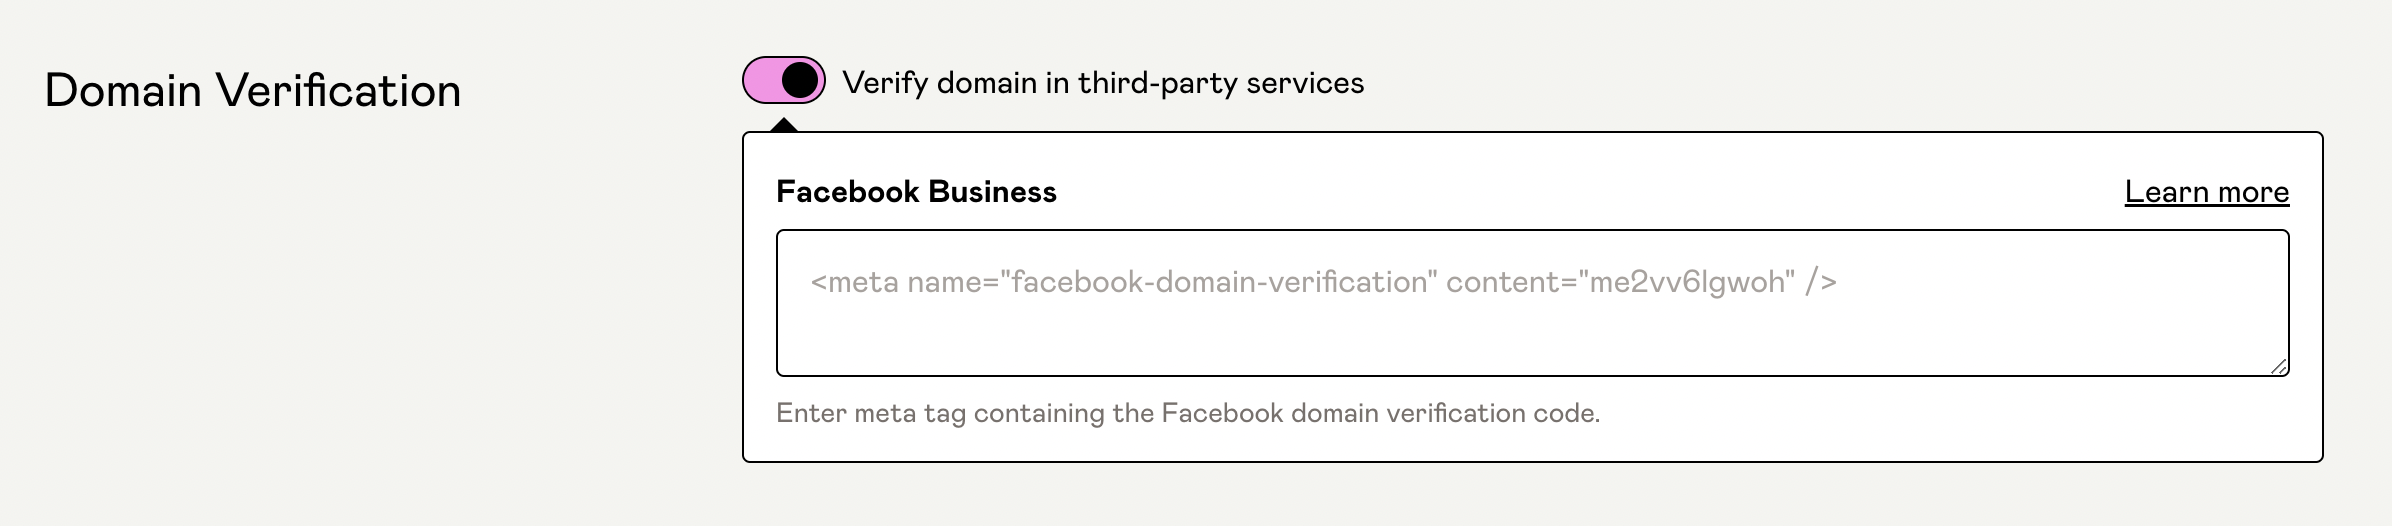 Domain Verification
Verify domain in third-party services
Facebook Business
Learn more
<meta name="facebook-domain-verification" content="me2vv6lgwoh" />
Enter meta tag containing the Facebook domain verification code.